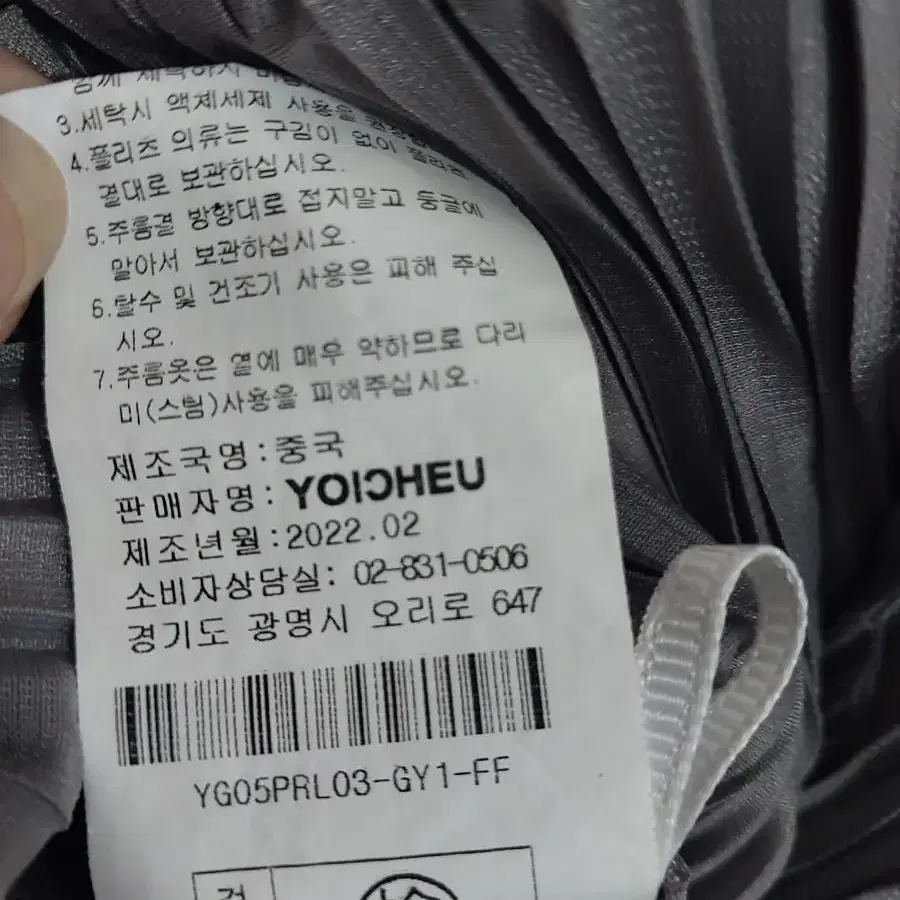 함께 세탁하지
3.세탁시 액체세제 사용을
4.플리츠 의류는 구김이 없이
결대로 보관하십시오.
5.주름결 방향대로 접지말고 둥글에
말아서 보관하십시오.
6.탈수 및 건조기 사용은 피해 주십
시오.
7.주름옷은 열에 매우 약하므로 다리
미(스팀)사용을 피해주십시오.
제조국명:중국
판매자명: YOICHEU
제조년월:2022.02
소비자상담실: 02-831-0506
경기도 광명시 오리로 647
YG05PRL03-GY1-FF